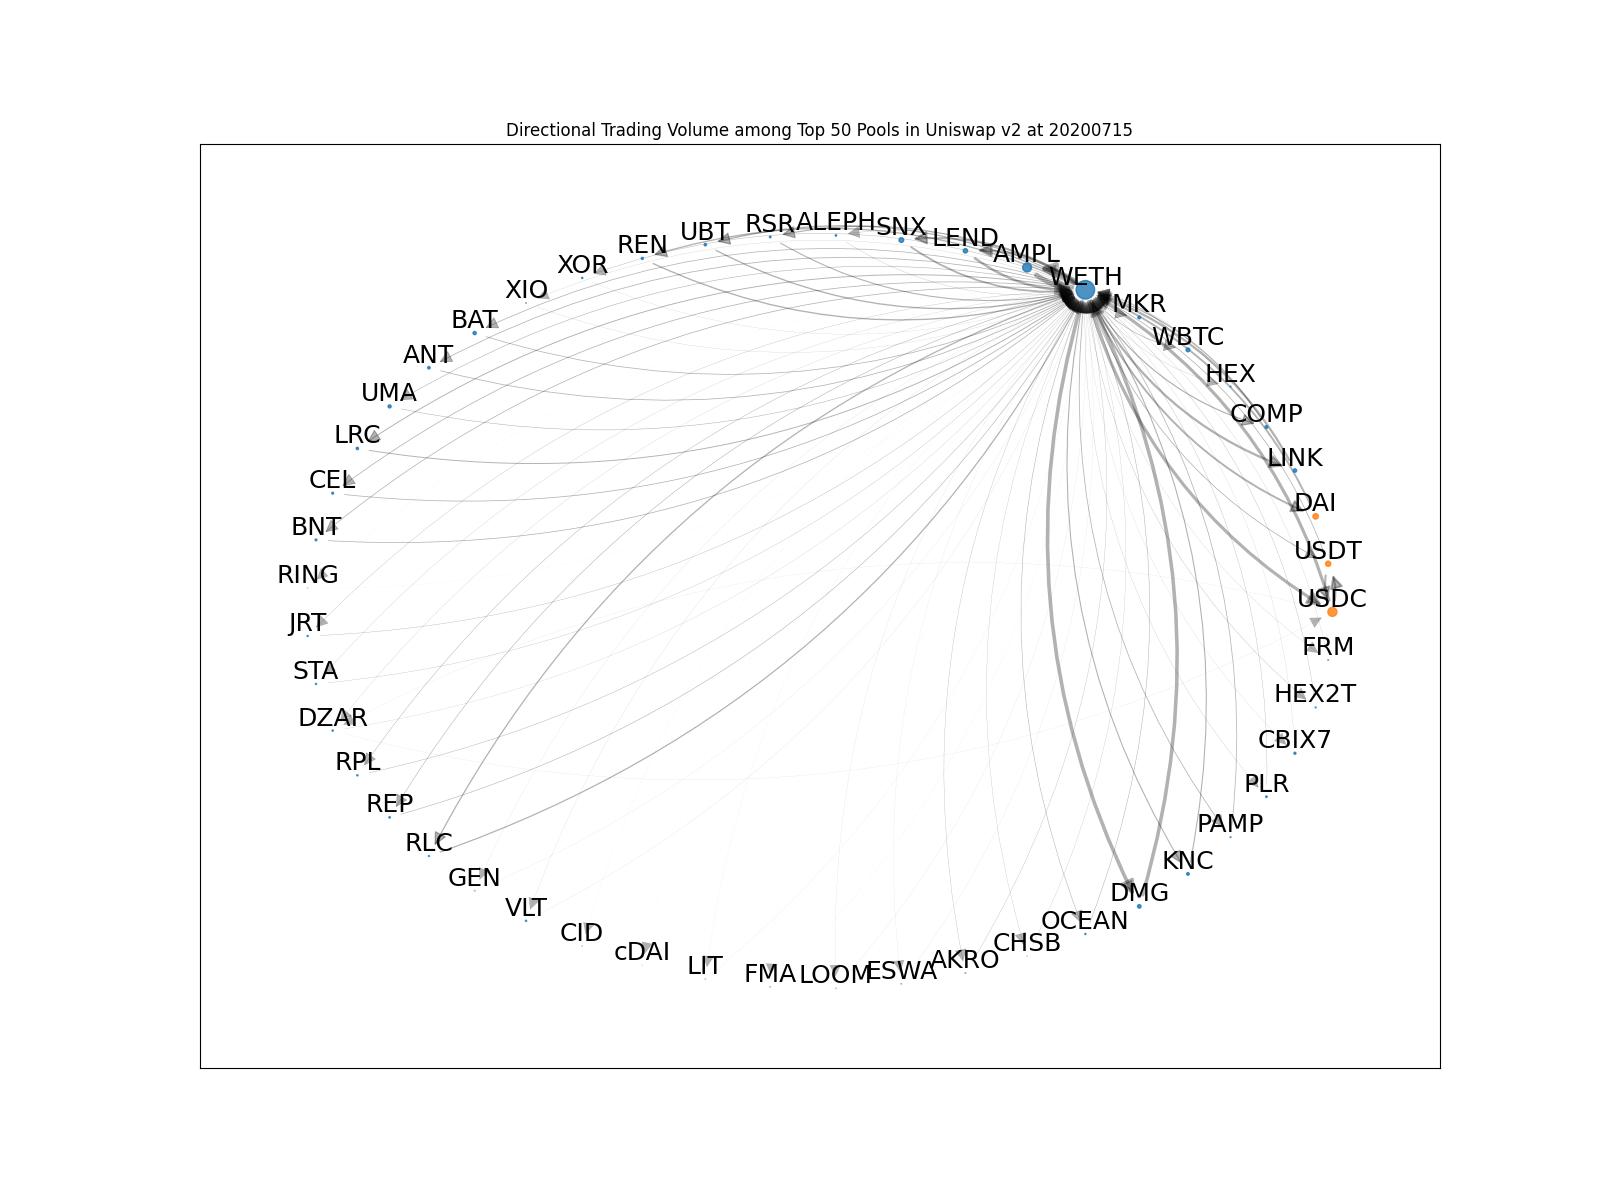 Directional Trading Volume among Top 50 Pools in Uniswap v2 at 20200715
RSR ALEPH SNX
UBT
LEND
REN
AMPL
XOR
WETH
XIO
MKR
BAT
WBTC
ANT
HEX
UMA
COMP
LRC
LINK
CEL
DAI
BNT
USDT
RING
USDC
JRT
FRM
STA
HEX2T
DZAR
CBIX7
RPL
PLR
REP
PAMP
RLC
KNC
GEN
DMG
VLT
OCEAN
CID
CHSB
cDAI
AKRO
LIT
FMA LOOM ESWA